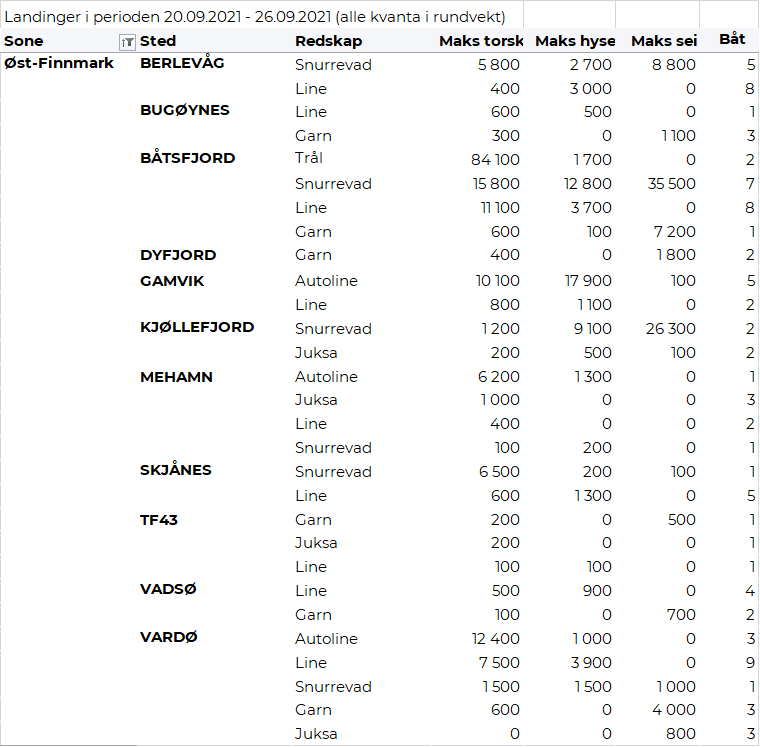 Landinger i perioden 20.09.2021 - 26.09.2021 (alle kvanta i rundvekt)
Sone Sted Redskap Maks torsk Maks hyse Maks sei Båt
Øst-Finnmark BERLEVÅG Snurrevad 5 800 2 700 8 800 5
Line 400 3 000 0 8
BUGØYNES Line 600 500 0 1
Garn 300 0 1 100 3
BÅTSFJORD Trål 84 100 1 700 0 2
Snurrevad 15 800 12 800 35 500 7
Line 11 100 3 700 0 8
Garn 600 100 7 200 1
DYFJORD Garn 400 0 1 800 2
GAMVIK Autoline 10 100 17 900 100 5
Line 800 1 100 0 2
KJØLLEFJORD Snurrevad 1 200 9 100 26 300 2
Juksa 200 500 100 2
MEHAMN Autoline 6 200 1 300 0 1
Juksa 1 000 0 0 3
Line 400 0 0 2
Snurrevad 100 200 0 1
SKJÅNES Snurrevad 6 500 200 100 1
Line 600 1 300 0 5
TF43 Garn 200 0 500 1
Juksa 200 0 0 1
Line 100 100 0 1
VADSØ Line 500 900 0 4
Garn 100 0 700 2
VARDØ Autoline 12 400 1 000 0 3
Line 7 500 3 900 0 9
Snurrevad 1 500 1 500 1 000 1
Garn 600 0 4 000 3
Juksa 0 0 800 3